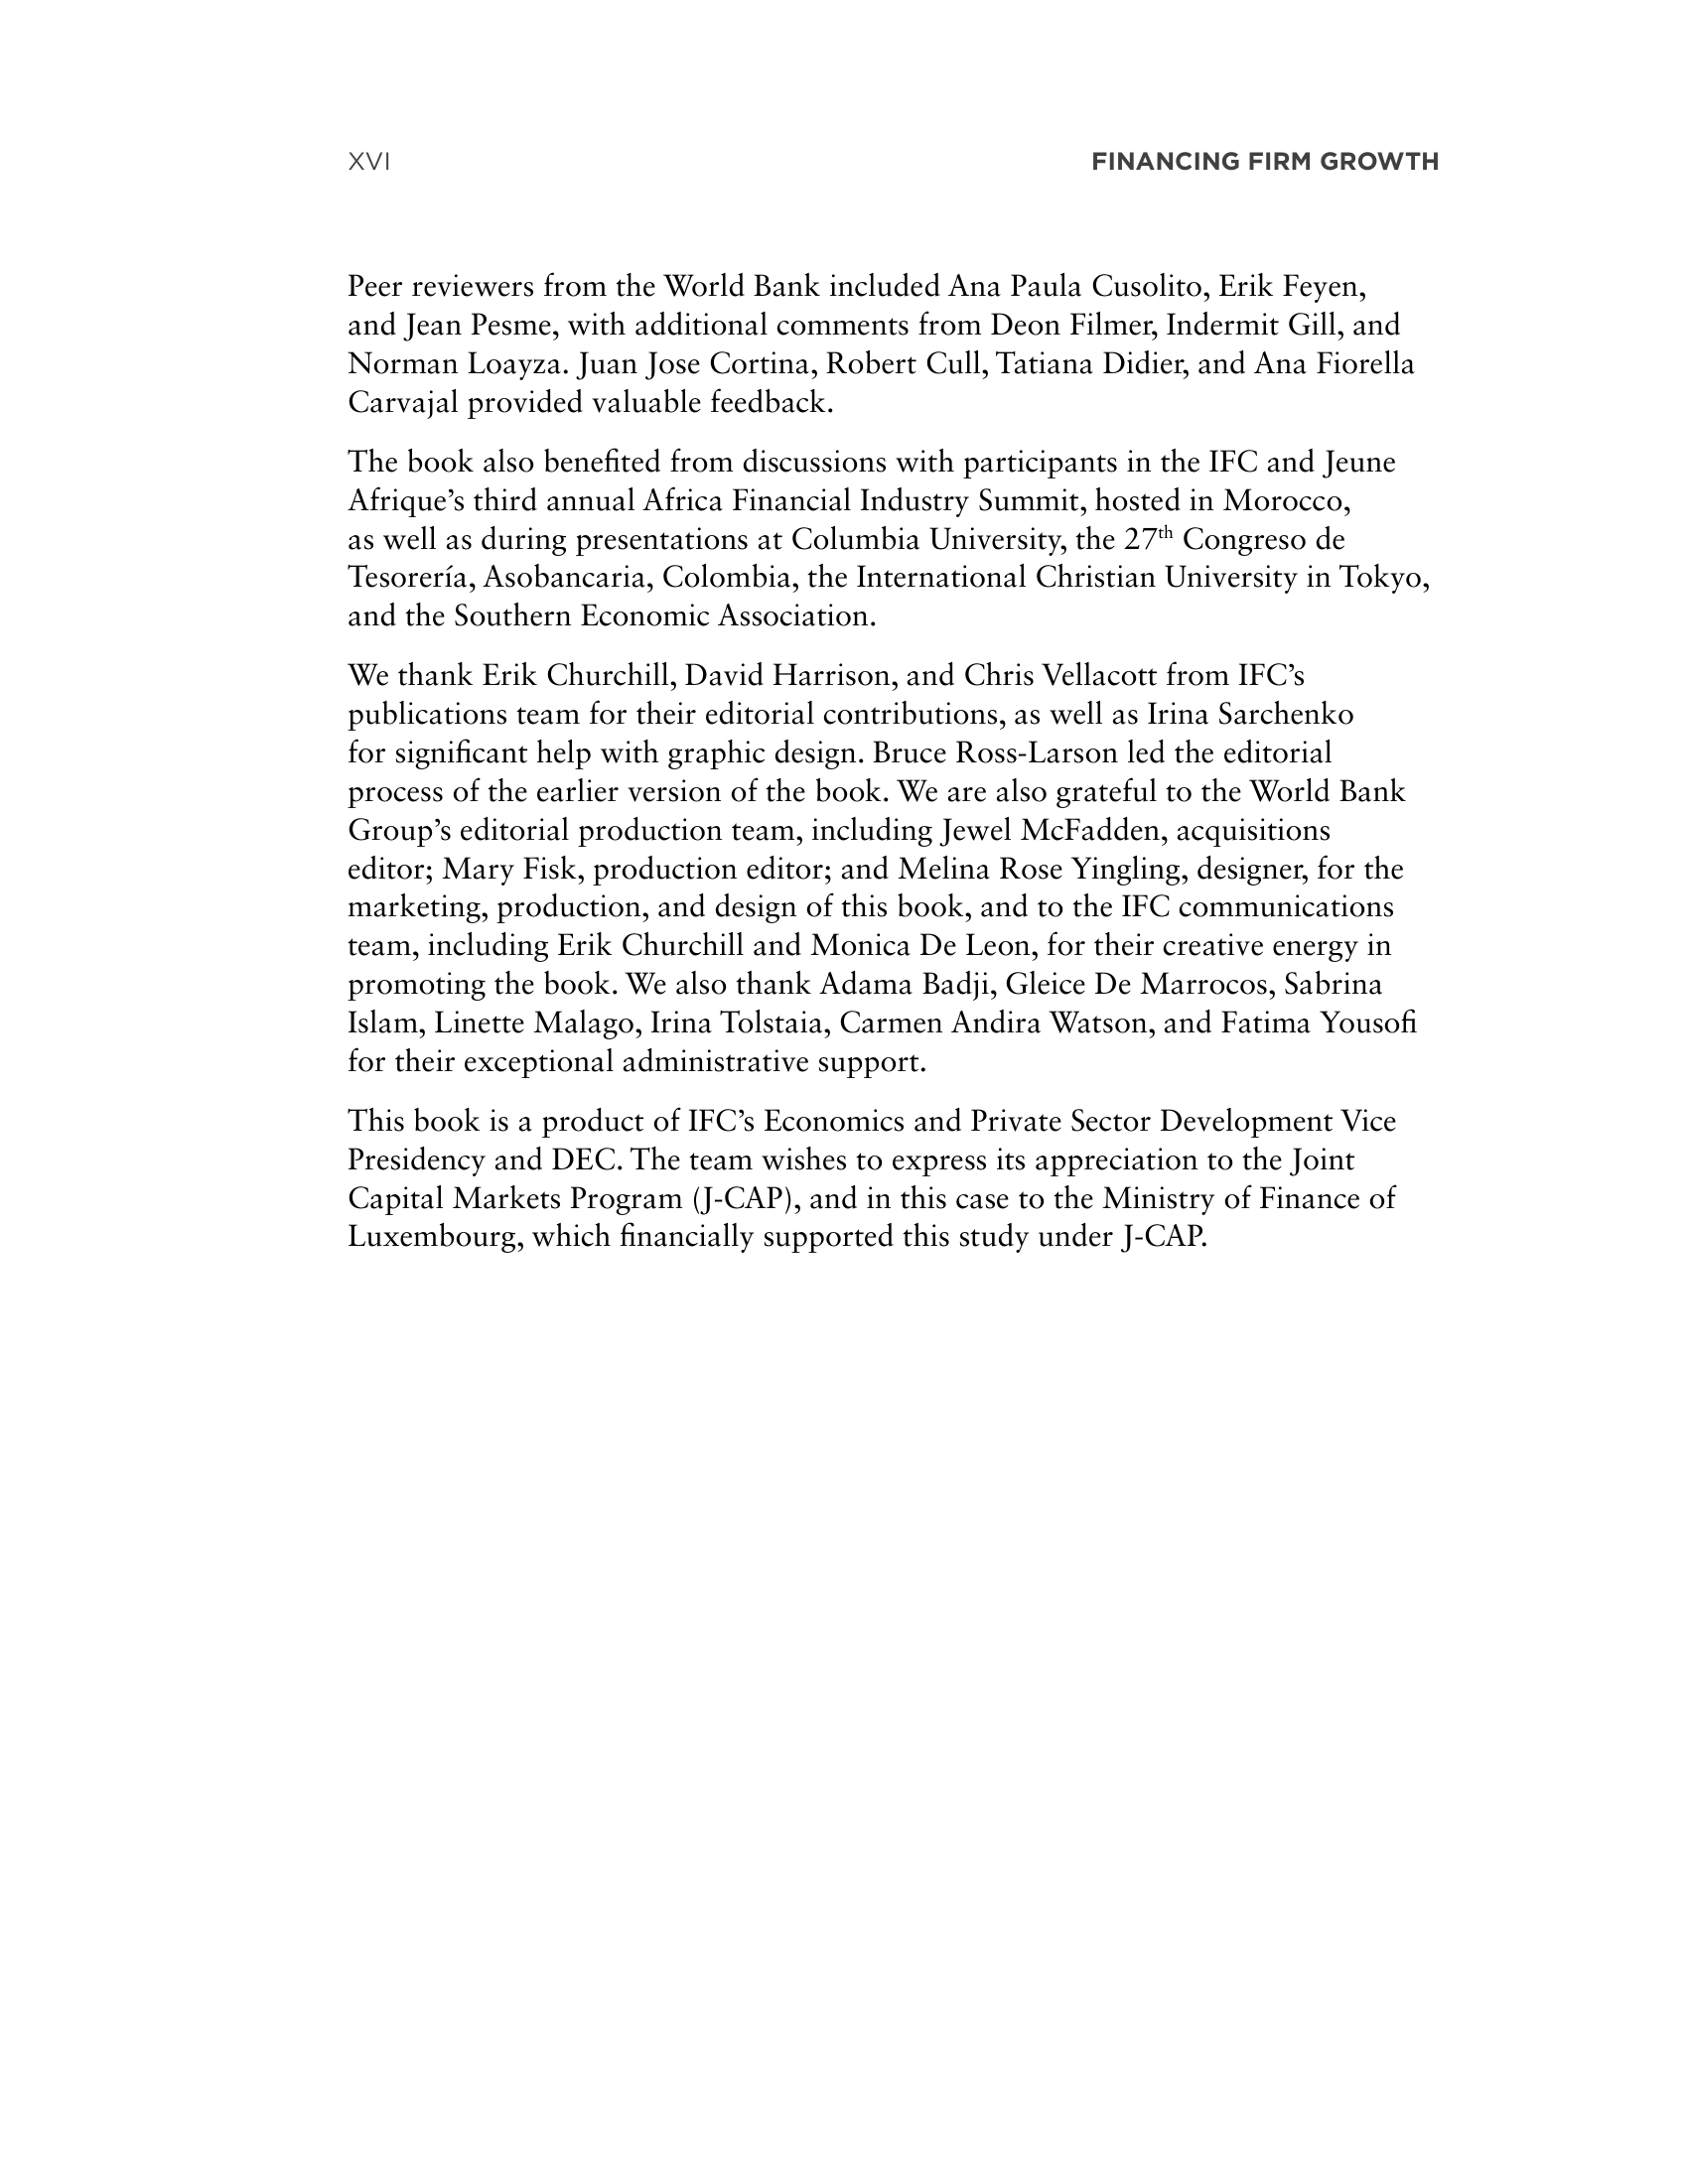 XVI FINANCING FIRM GROWTH
Peer reviewers from the World Bank included Ana Paula Cusolito, Erik Feyen,
and Jean Pesme, with additional comments from Deon Filmer, Indermit Gill, and
Norman Loayza. Juan Jose Cortina, Robert Cull, Tatiana Didier, and Ana Fiorella
Carvajal provided valuable feedback.
The book also benefited from discussions with participants in the IFC and Jeune
Afrique’s third annual Africa Financial Industry Summit, hosted in Morocco,
as well as during presentations at Columbia University, the 27th Congreso de
Tesorería, Asobancaria, Colombia, the International Christian University in Tokyo,
and the Southern Economic Association.
We thank Erik Churchill, David Harrison, and Chris Vellacott from IFC’s
publications team for their editorial contributions, as well as Irina Sarchenko
for significant help with graphic design. Bruce Ross-Larson led the editorial
process of the earlier version of the book. We are also grateful to the World Bank
Group’s editorial production team, including Jewel McFadden, acquisitions
editor; Mary Fisk, production editor; and Melina Rose Yingling, designer, for the
marketing, production, and design of this book, and to the IFC communications
team, including Erik Churchill and Monica De Leon, for their creative energy in
promoting the book. We also thank Adama Badji, Gleice De Marrocos, Sabrina
Islam, Linette Malago, Irina Tolstaia, Carmen Andira Watson, and Fatima Yousofi
for their exceptional administrative support.
This book is a product of IFC’s Economics and Private Sector Development Vice
Presidency and DEC. The team wishes to express its appreciation to the Joint
Capital Markets Program (J-CAP), and in this case to the Ministry of Finance of
Luxembourg, which financially supported this study under J-CAP.